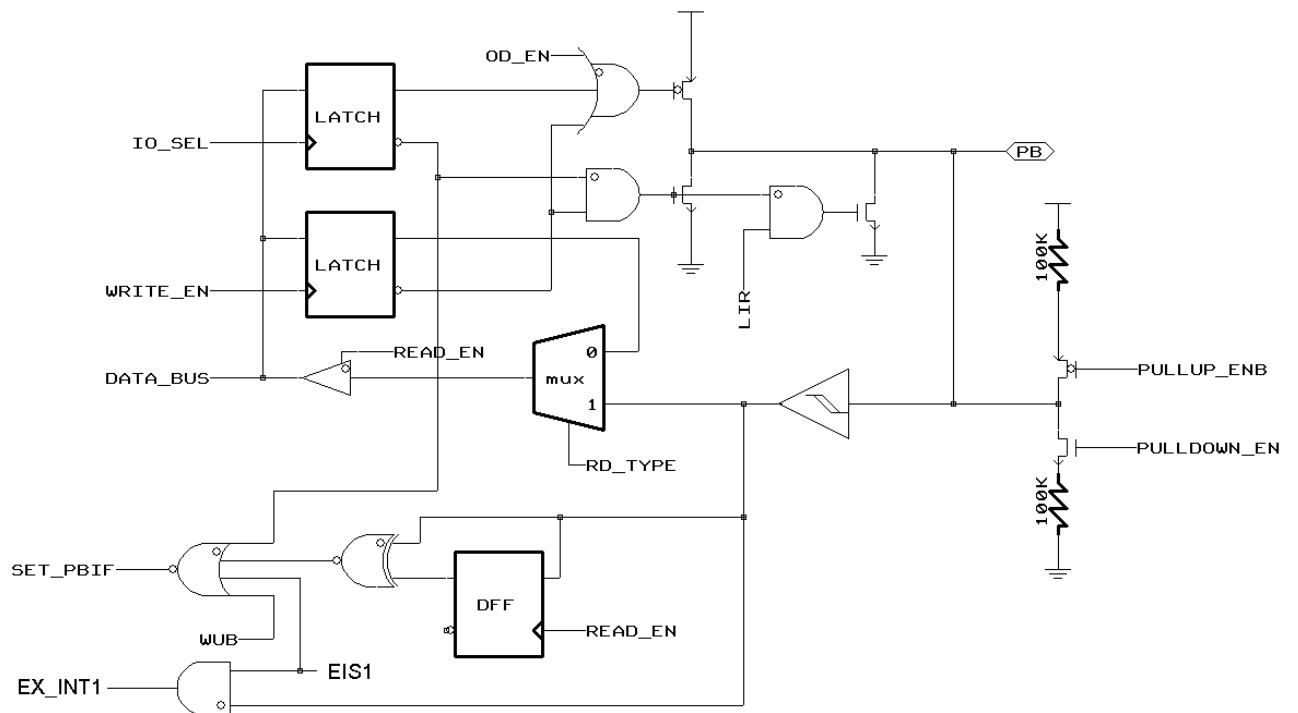 OD_EN
LATCH
IO_SEL
PB
LATCH
100K
WRITE_EN
LIR
READ_EN
0
DATA_BUS
mux
PULLUP_ENB
1
PULLDOWN_EN
RD_TYPE
100K
SET_PBIF
DFF
READ_EN
WUB
EIS1
EX_INT1